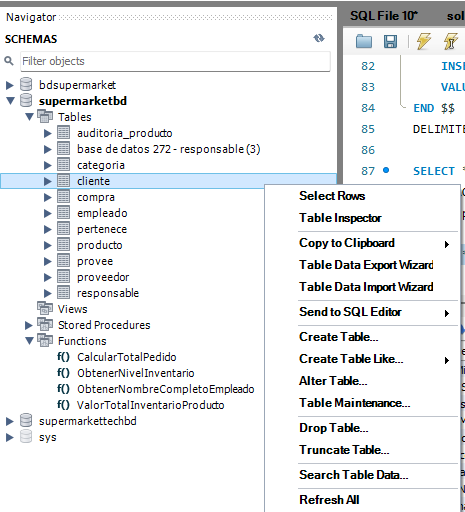 Navigator
SCHEMAS
Filter objects
bdsupermarket
supermarketbd
Tables
auditoria_producto
base de datos 272 - responsable (3)
categoria
cliente
compra
empleado
pertenece
producto
provee
proveedor
responsable
Views
Stored Procedures
Functions
f() CalcularTotalPedido
f() ObtenerNivelInventario
f() ObtenerNombreCompletoEmpleado
f() ValorTotalInventarioProducto
supermarkettechbd
sys
SQL File 10*
sol
82 INSE
83 VALU
84 END $$
85 DELIMITE
86
87 SELECT *
Select Rows
Table Inspector
Copy to Clipboard
Table Data Export Wizard
Table Data Import Wizard
Send to SQL Editor
Create Table...
Create Table Like...
Alter Table...
Table Maintenance...
Drop Table...
Truncate Table...
Search Table Data...
Refresh All